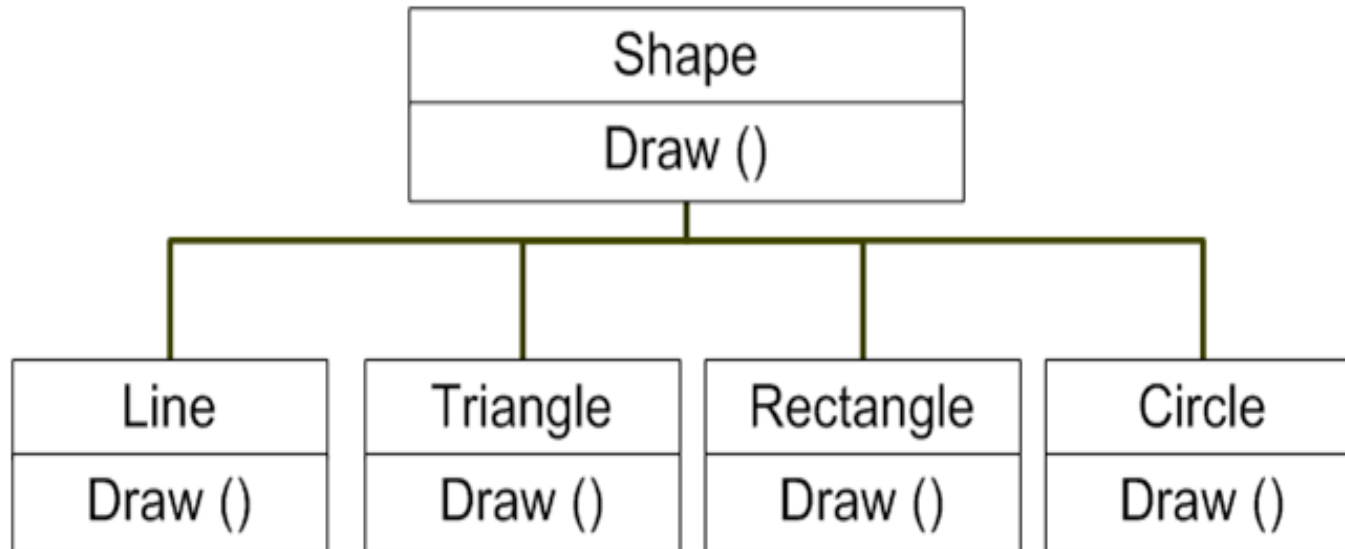 Shape
Draw ()
Line
Triangle
Rectangle
Circle
Draw ()
Draw ()
Draw ()
Draw ()